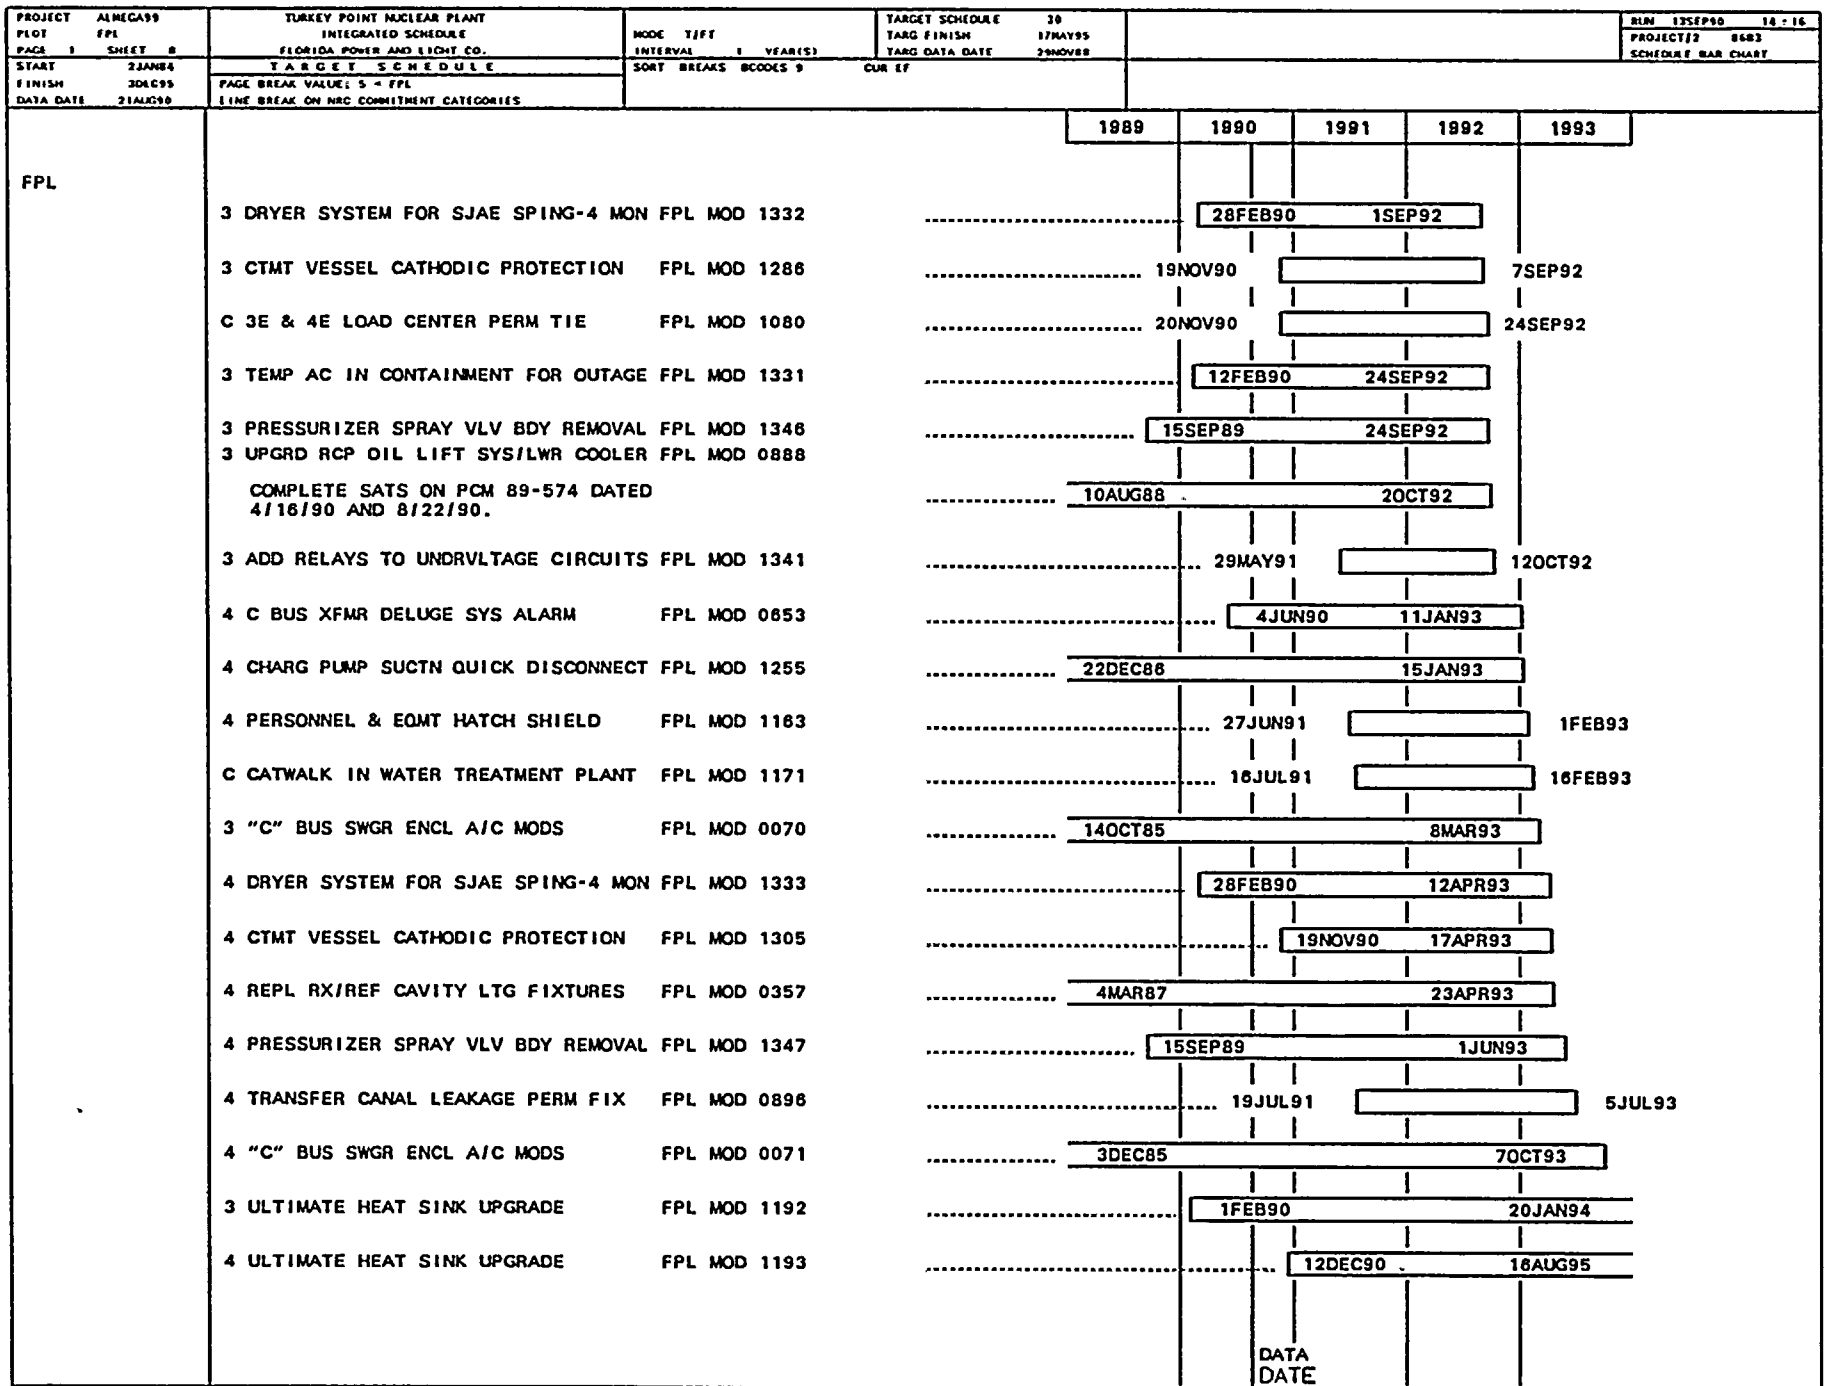 PROJECT ALMEGA99
PLOT FPL
PAGE 1 SHEET 8
START 2JAN84
FINISH 3DEC95
DATA DATE 21AUG90
TURKEY POINT NUCLEAR PLANT
INTEGRATED SCHEDULE
FLORIDA POWER AND LIGHT CO.
TARGET SCHEDULE
PAGE BREAK VALUE: 5 = FPL
LINE BREAK ON NRC COMMITMENT CATEGORIES
MODE T/FT
INTERVAL 1 YEAR(S)
SORT BREAKS BCODES 9 CUR EF
TARGET SCHEDULE 30
TARG FINISH 17MAY95
TARG DATA DATE 29NOV88
RUN 13SEP90 14:16
PROJECT/2 8683
SCHEDULE BAR CHART
1989 1990 1991 1992 1993
FPL
3 DRYER SYSTEM FOR SJAE SPING-4 MON FPL MOD 1332 28FEB90 1SEP92
3 CTMT VESSEL CATHODIC PROTECTION FPL MOD 1286 19NOV90 7SEP92
C 3E & 4E LOAD CENTER PERM TIE FPL MOD 1080 20NOV90 24SEP92
3 TEMP AC IN CONTAINMENT FOR OUTAGE FPL MOD 1331 12FEB90 24SEP92
3 PRESSURIZER SPRAY VLV BDY REMOVAL FPL MOD 1346 15SEP89 24SEP92
3 UPGRD RCP OIL LIFT SYS/LWR COOLER FPL MOD 0888
COMPLETE SATS ON PCM 89-574 DATED 10AUG88 2OCT92
4/16/90 AND 8/22/90.
3 ADD RELAYS TO UNDRVLTAGE CIRCUITS FPL MOD 1341 29MAY91 12OCT92
4 C BUS XFMR DELUGE SYS ALARM FPL MOD 0653 4JUN90 11JAN93
4 CHARG PUMP SUCTN QUICK DISCONNECT FPL MOD 1255 22DEC86 15JAN93
4 PERSONNEL & EQMT HATCH SHIELD FPL MOD 1163 27JUN91 1FEB93
C CATWALK IN WATER TREATMENT PLANT FPL MOD 1171 16JUL91 16FEB93
3 "C" BUS SWGR ENCL A/C MODS FPL MOD 0070 14OCT85 8MAR93
4 DRYER SYSTEM FOR SJAE SPING-4 MON FPL MOD 1333 28FEB90 12APR93
4 CTMT VESSEL CATHODIC PROTECTION FPL MOD 1305 19NOV90 17APR93
4 REPL RX/REF CAVITY LTG FIXTURES FPL MOD 0357 4MAR87 23APR93
4 PRESSURIZER SPRAY VLV BDY REMOVAL FPL MOD 1347 15SEP89 1JUN93
4 TRANSFER CANAL LEAKAGE PERM FIX FPL MOD 0896 19JUL91 5JUL93
4 "C" BUS SWGR ENCL A/C MODS FPL MOD 0071 3DEC85 7OCT93
3 ULTIMATE HEAT SINK UPGRADE FPL MOD 1192 1FEB90 20JAN94
4 ULTIMATE HEAT SINK UPGRADE FPL MOD 1193 12DEC90 16AUG95
DATA
DATE